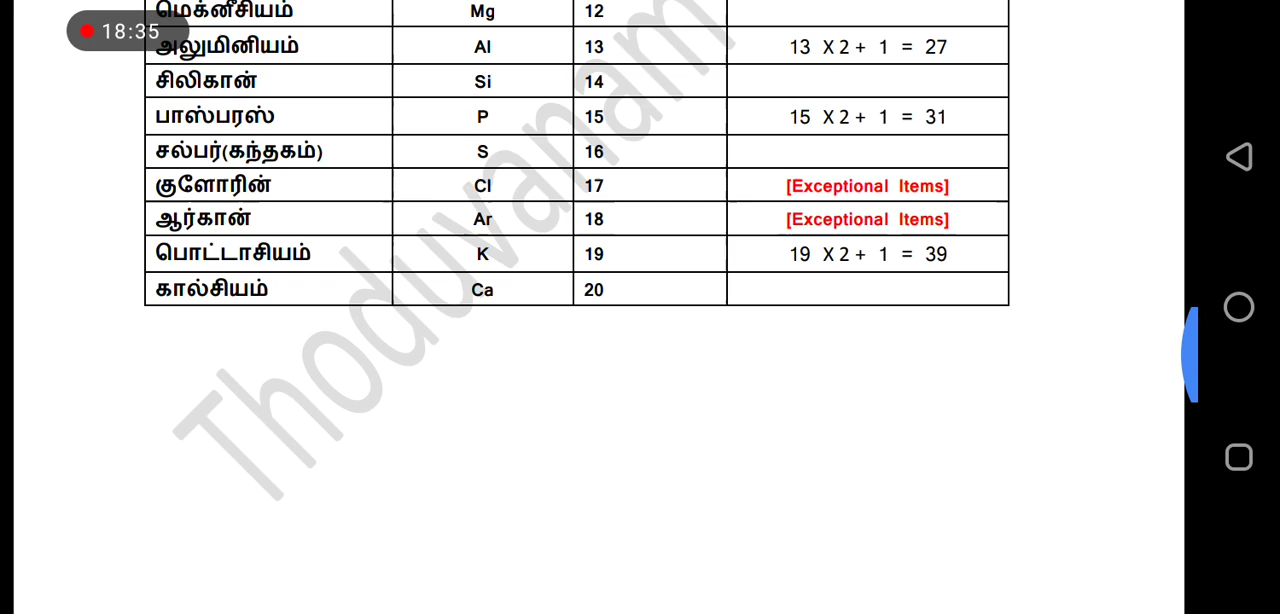 மெக்னீசியம் Mg 12
18:35
அலுமினியம் Al 13 13 X 2 + 1 = 27
சிலிகான் Si 14
பாஸ்பரஸ் P 15 15 X 2 + 1 = 31
சல்பர்(கந்தகம்) S 16
குளோரின் Cl 17 [Exceptional Items]
ஆர்கான் Ar 18 [Exceptional Items]
பொட்டாசியம் K 19 19 X 2 + 1 = 39
கால்சியம் Ca 20
Thoduvanam